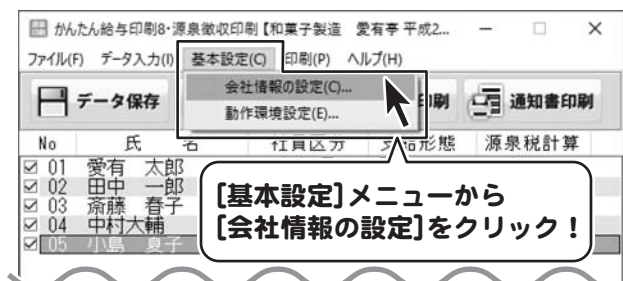 かんたん給与印刷8・源泉徴収印刷【和菓子製造 愛有亭 平成2...
ファイル(F) データ入力(I) 基本設定(C) 印刷(P) ヘルプ(H)
会社情報の設定(C)...
動作環境設定(E)...
データ保存 印刷 通知書印刷
No 氏 名 社員区分 支給形態 源泉税計算
01 愛有 太郎
02 田中 一郎
03 斎藤 春子
04 中村大輔
05 小島 夏子
[基本設定]メニューから
[会社情報の設定]をクリック!